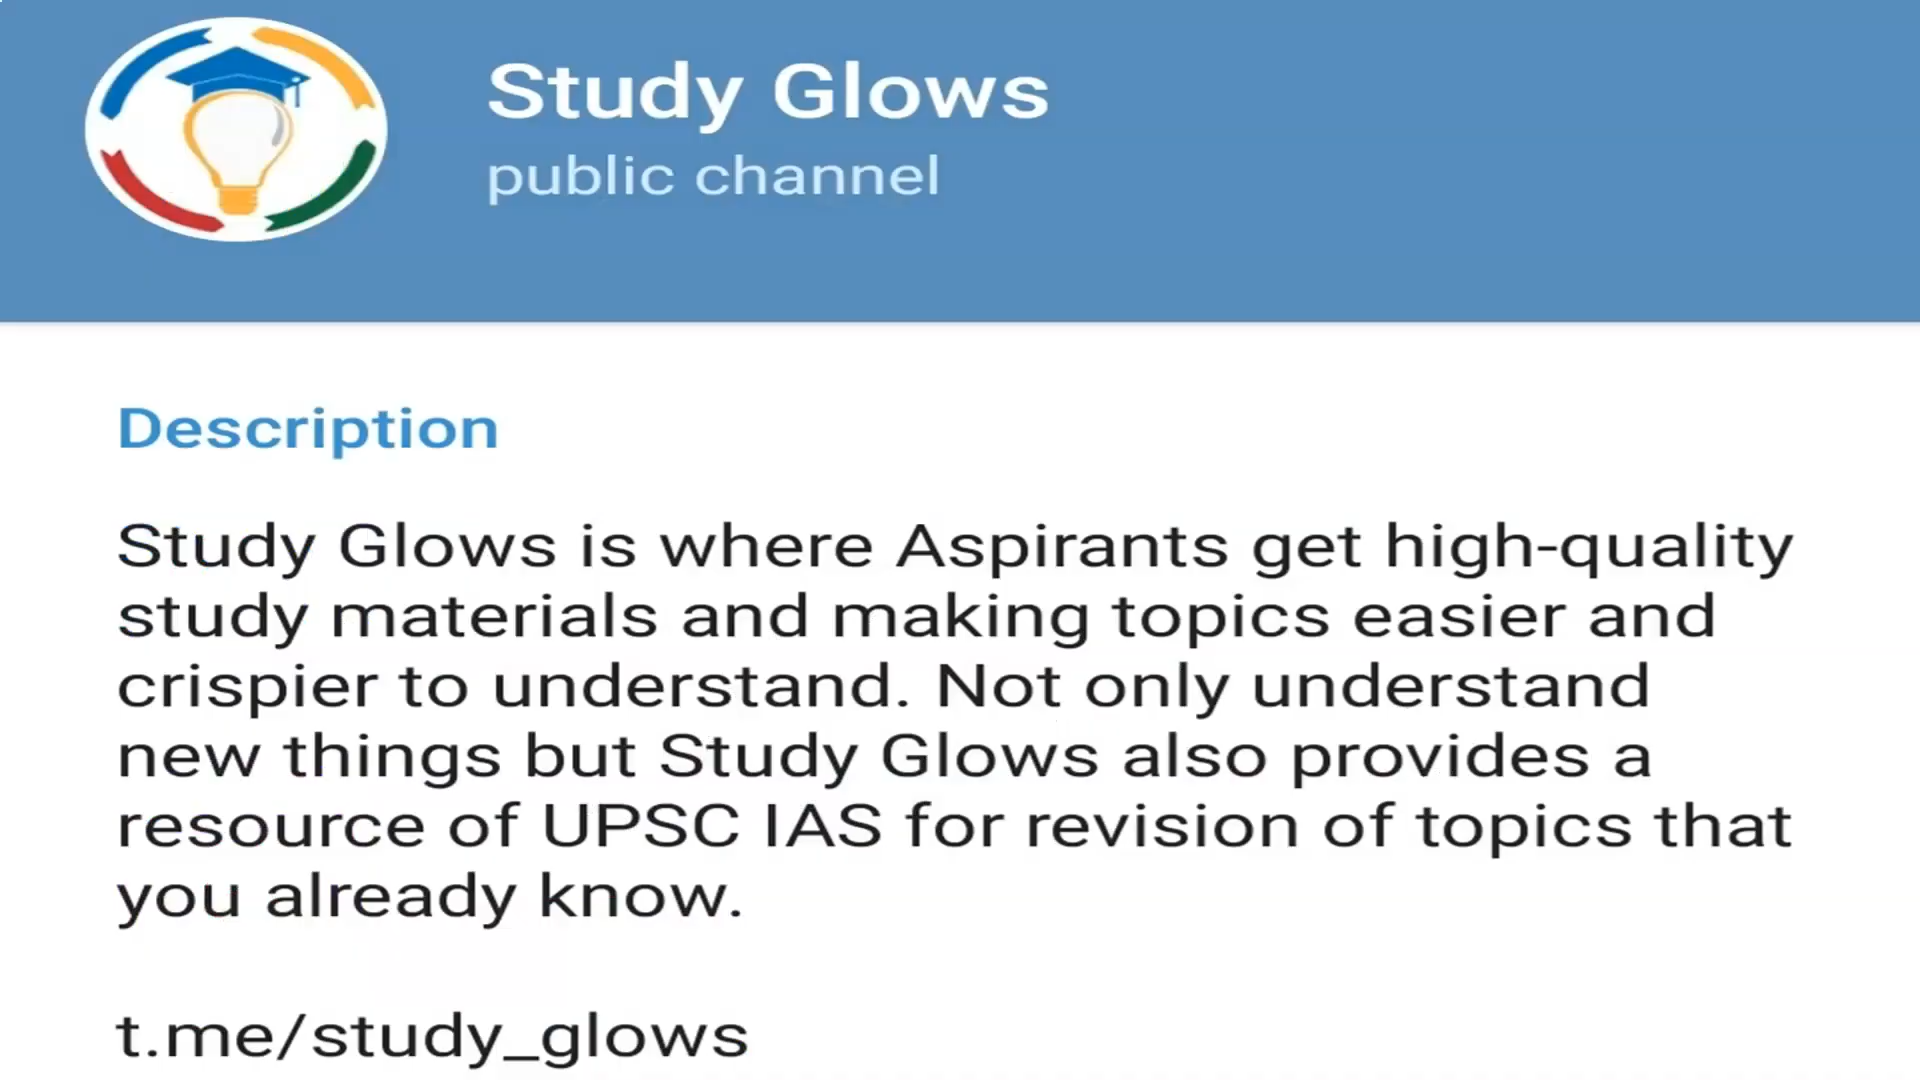 Study Glows
public channel
Description
Study Glows is where Aspirants get high-quality
study materials and making topics easier and
crispier to understand. Not only understand
new things but Study Glows also provides a
resource of UPSC IAS for revision of topics that
you already know.
t.me/study_glows